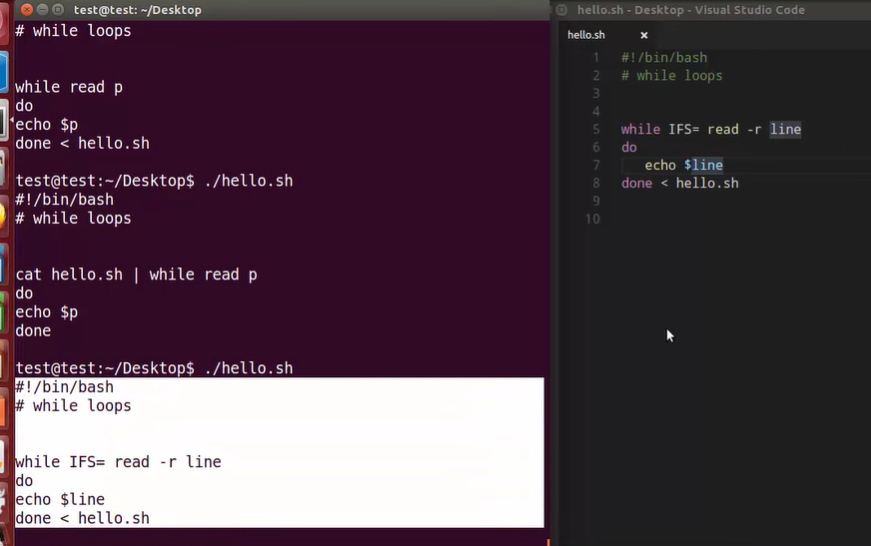 test@test: ~/Desktop
# while loops
while read p
do
echo $p
done < hello.sh
test@test:~/Desktop$ ./hello.sh
#!/bin/bash
# while loops
cat hello.sh | while read p
do
echo $p
done
test@test:~/Desktop$ ./hello.sh
#!/bin/bash
# while loops
while IFS= read -r line
do
echo $line
done < hello.sh
hello.sh - Desktop - Visual Studio Code
hello.sh
1 #!/bin/bash
2 # while loops
3
4
5 while IFS= read -r line
6 do
7 echo $line
8 done < hello.sh
9
10